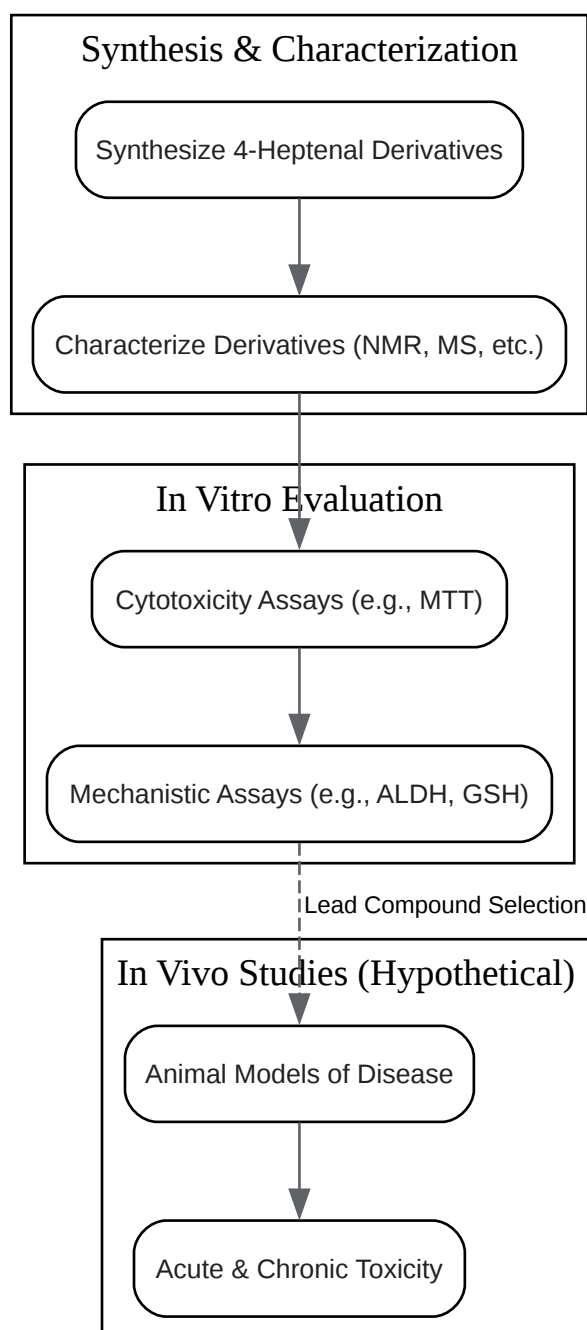 Synthesis & Characterization
Synthesize 4-Heptenal Derivatives
Characterize Derivatives (NMR, MS, etc.)
In Vitro Evaluation
Cytotoxicity Assays (e.g., MTT)
Mechanistic Assays (e.g., ALDH, GSH)
Lead Compound Selection
In Vivo Studies (Hypothetical)
Animal Models of Disease
Acute & Chronic Toxicity